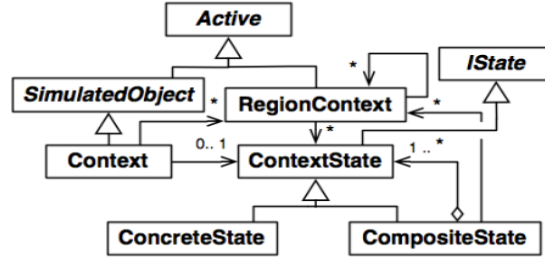 Active
IState
*
SimulatedObject
*
RegionContext
*
*
Context
0.. 1
ContextState
1 .. *
ConcreteState
CompositeState